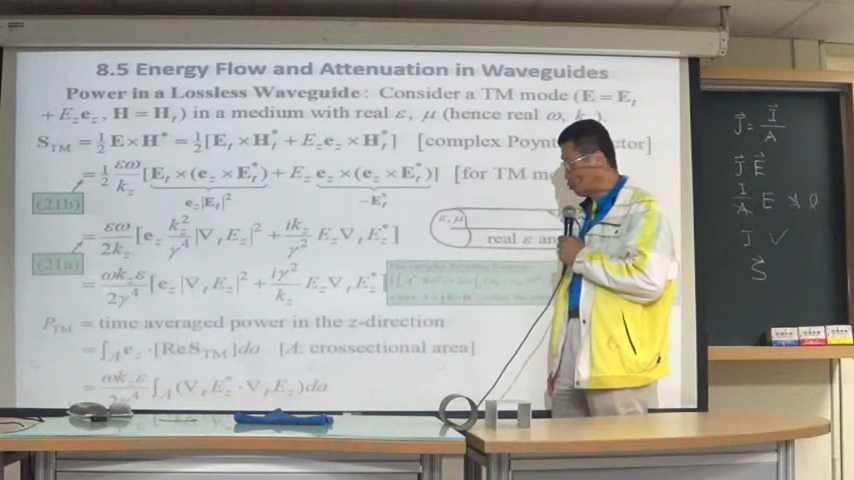 8.5 Energy Flow and Attenuation in Waveguides
Power in a Lossless Waveguide: Consider a TM mode (E = E_t
+ E_z e_z, H = H_t) in a medium with real ε, μ (hence real ω, k_z).
S_TM = ½ E × H* = ½ [E_t × H_t* + E_z e_z × H_t*] [complex Poynting vector]
= ½ εω/k_z [E_t × (e_z × E_t*) + E_z e_z × (e_z × E_t*)] [for TM
(21b) e_z|E_t|² −E_t*
= εω/2k_z [e_z k_z²/γ⁴ |∇_t E_z|² + ik_z/γ² E_z ∇_t E_z*]
ε, μ
real ε an
(21a)
= ωk_z ε/2γ⁴ [e_z |∇_t E_z|² + iγ²/k_z E_z ∇_t E_z*]
P_TM = time averaged power in the z-direction
= ∫_A e_z · [Re S_TM] da [A: crossectional area]
= ωk_z ε/2γ⁴ ∫_A (∇_t E_z* · ∇_t E_z) da
J = I/A
J E
I/A E A ℓ
J ✓
S